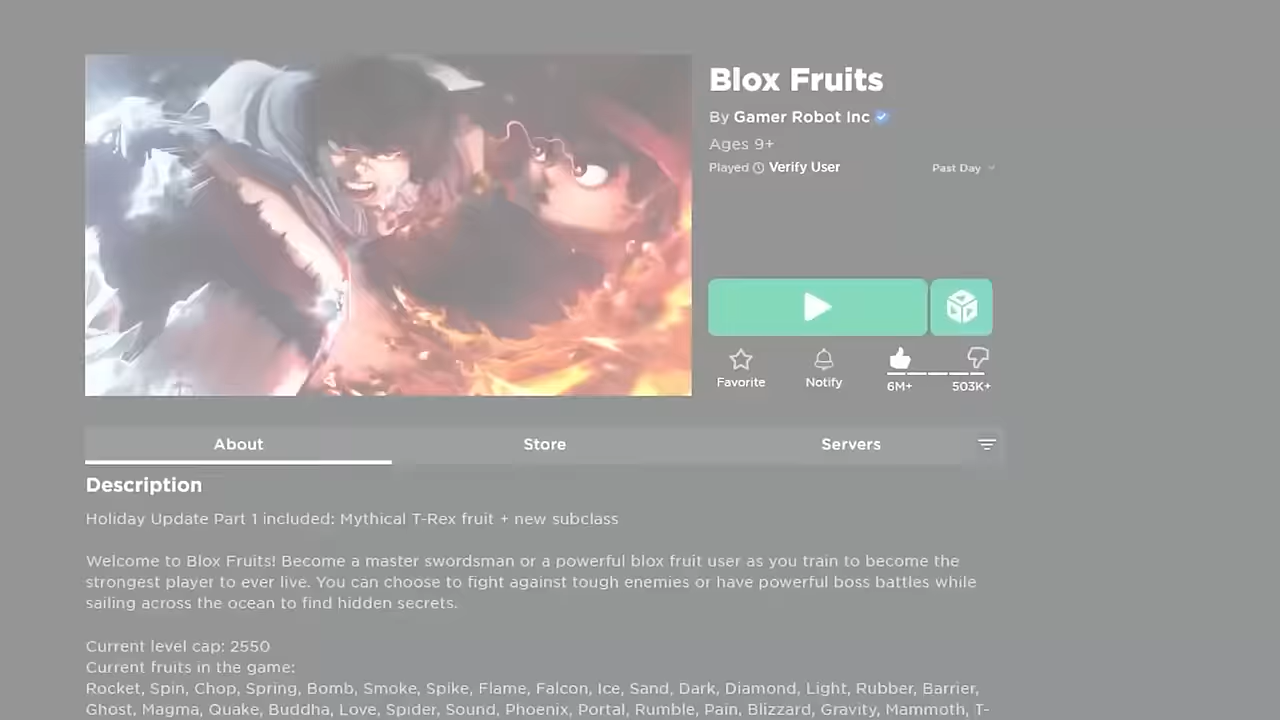 Blox Fruits
By Gamer Robot Inc
Ages 9+
Played Verify User
Past Day
Favorite
Notify
6M+
503K+
About
Store
Servers
Description
Holiday Update Part 1 included: Mythical T-Rex fruit + new subclass
Welcome to Blox Fruits! Become a master swordsman or a powerful blox fruit user as you train to become the
strongest player to ever live. You can choose to fight against tough enemies or have powerful boss battles while
sailing across the ocean to find hidden secrets.
Current level cap: 2550
Current fruits in the game:
Rocket, Spin, Chop, Spring, Bomb, Smoke, Spike, Flame, Falcon, Ice, Sand, Dark, Diamond, Light, Rubber, Barrier,
Ghost, Magma, Quake, Buddha, Love, Spider, Sound, Phoenix, Portal, Rumble, Pain, Blizzard, Gravity, Mammoth, T-